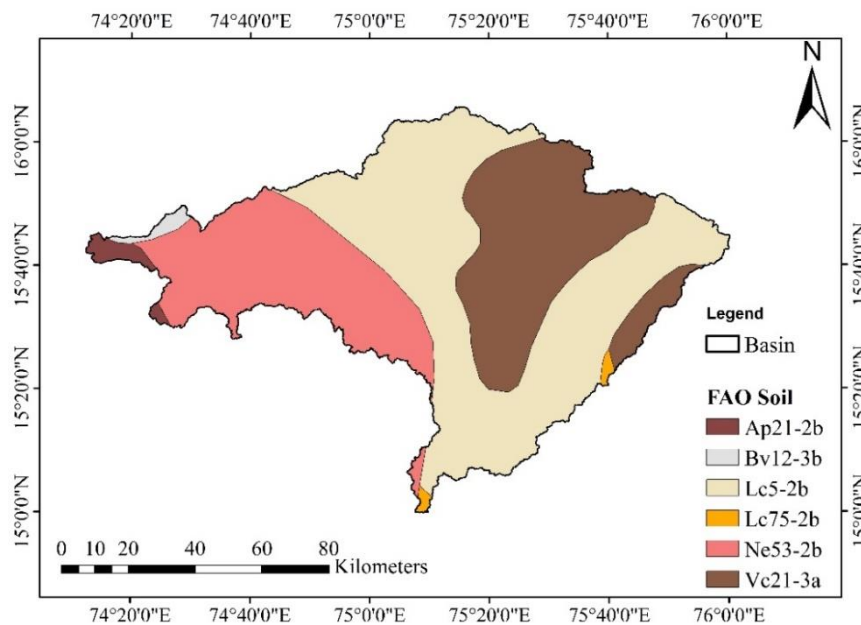 74°20'0"E 74°40'0"E 75°0'0"E 75°20'0"E 75°40'0"E 76°0'0"E
N
16°0'0"N 16°0'0"N
15°40'0"N 15°40'0"N
15°20'0"N 15°20'0"N
15°0'0"N 15°0'0"N
Legend
Basin
FAO Soil
Ap21-2b
Bv12-3b
Lc5-2b
Lc75-2b
Ne53-2b
Vc21-3a
0 10 20 40 60 80
Kilometers
74°20'0"E 74°40'0"E 75°0'0"E 75°20'0"E 75°40'0"E 76°0'0"E